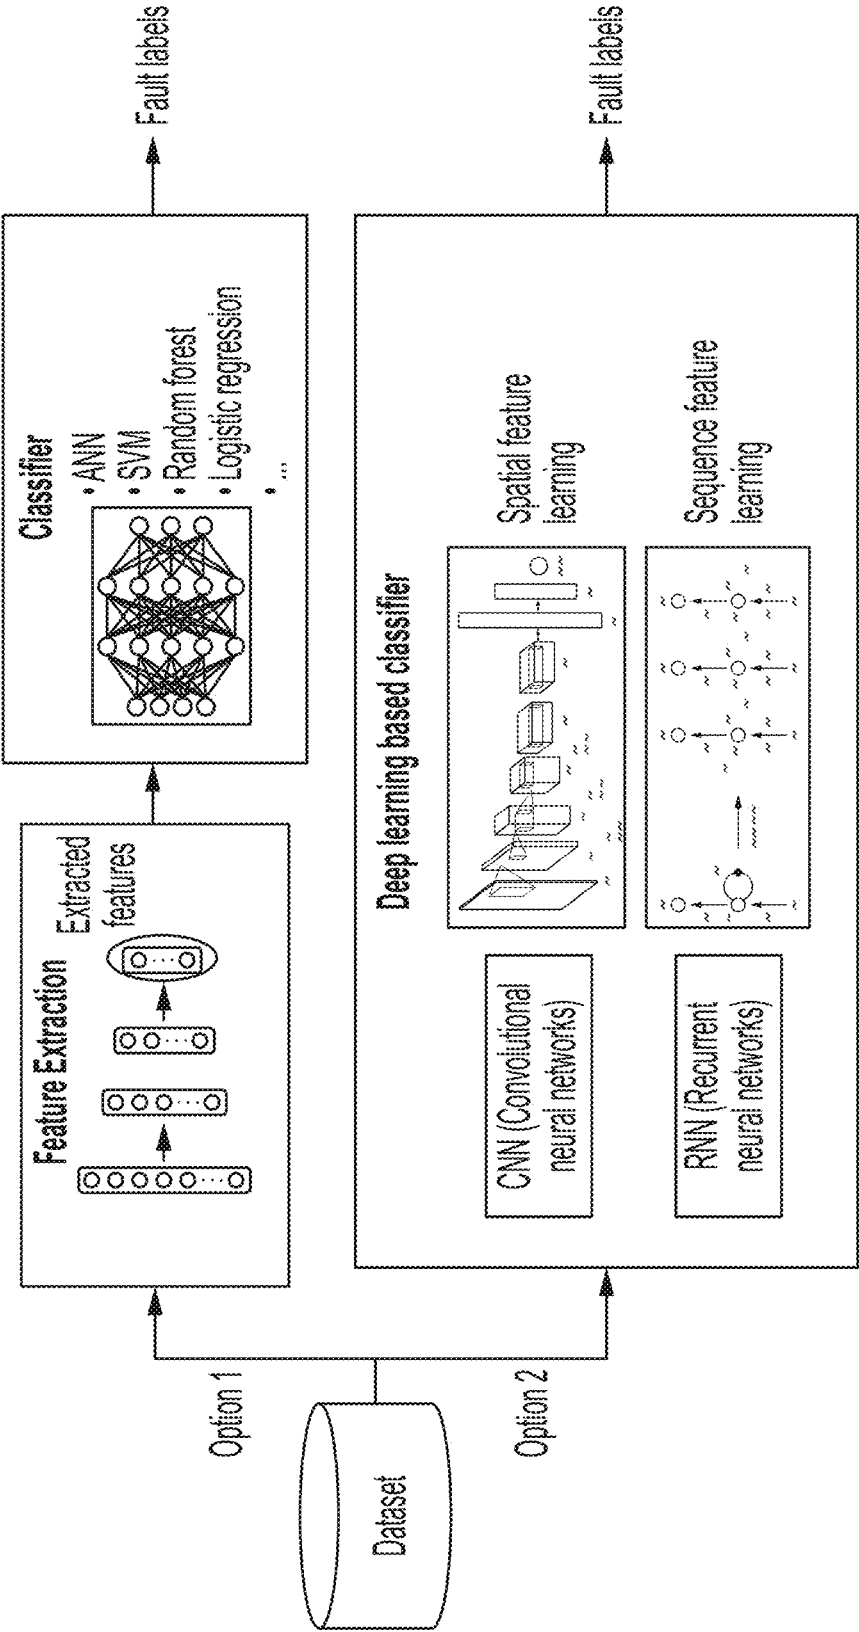 Dataset
Option 1
Feature Extraction
Extracted
features
Classifier
• ANN
• SVM
• Random forest
• Logistic regression
• ...
Fault labels
Option 2
Deep learning based classifier
CNN (Convolutional
neural networks)
Spatial feature
learning
RNN (Recurrent
neural networks)
Sequence feature
learning
Fault labels